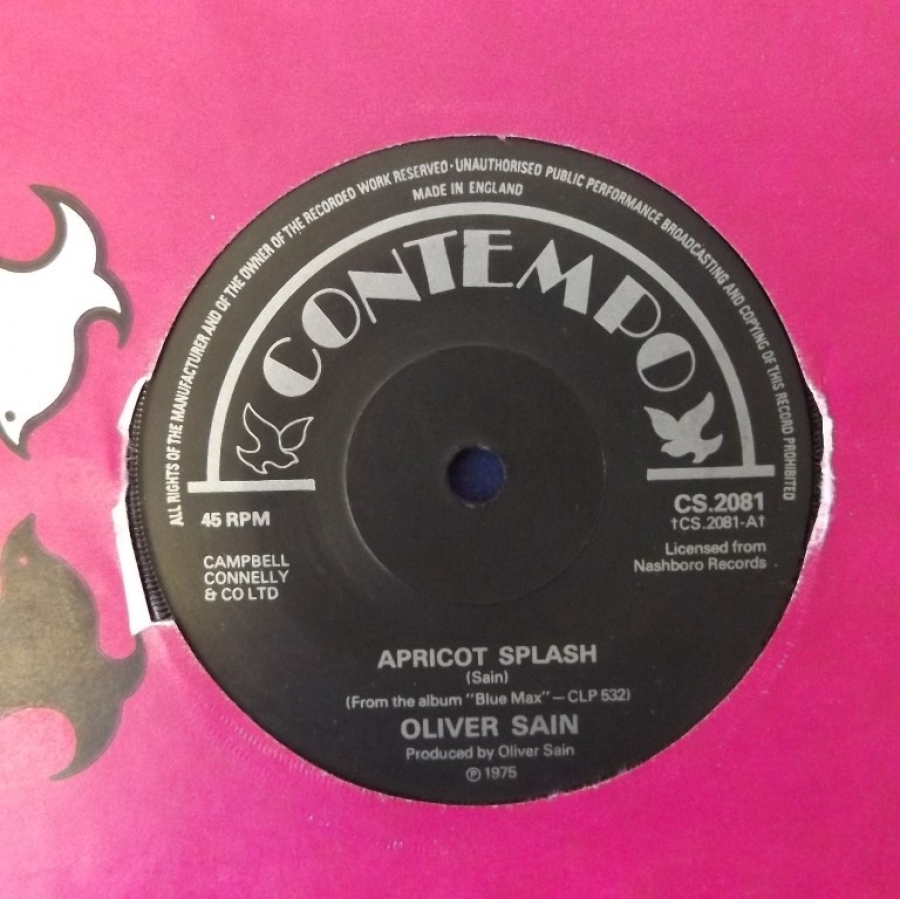 ALL RIGHTS OF THE MANUFACTURER AND OF THE OWNER OF THE RECORDED WORK RESERVED · UNAUTHORISED PUBLIC PERFORMANCE BROADCASTING AND COPYING OF THIS RECORD PROHIBITED
MADE IN ENGLAND
CONTEMPO
45 RPM
CS.2081
†CS.2081-A†
CAMPBELL
CONNELLY
& CO LTD
Licensed from
Nashboro Records
APRICOT SPLASH
(Sain)
(From the album "Blue Max" — CLP 532)
OLIVER SAIN
Produced by Oliver Sain
℗ 1975